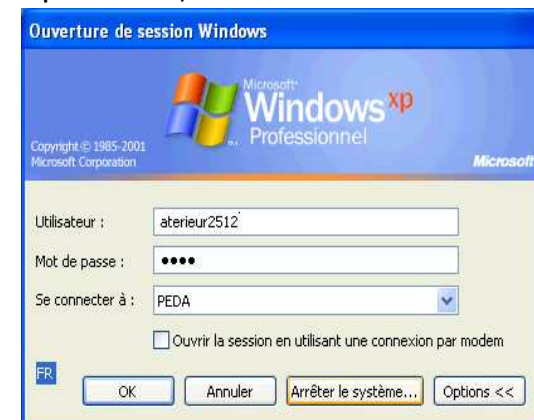 Ouverture de session Windows
Microsoft
Windows xp
Professionnel
Copyright © 1985-2001
Microsoft Corporation
Microsoft
Utilisateur : aterieur2512
Mot de passe : ••••
Se connecter à : PEDA
Ouvrir la session en utilisant une connexion par modem
FR
OK Annuler Arrêter le système... Options <<